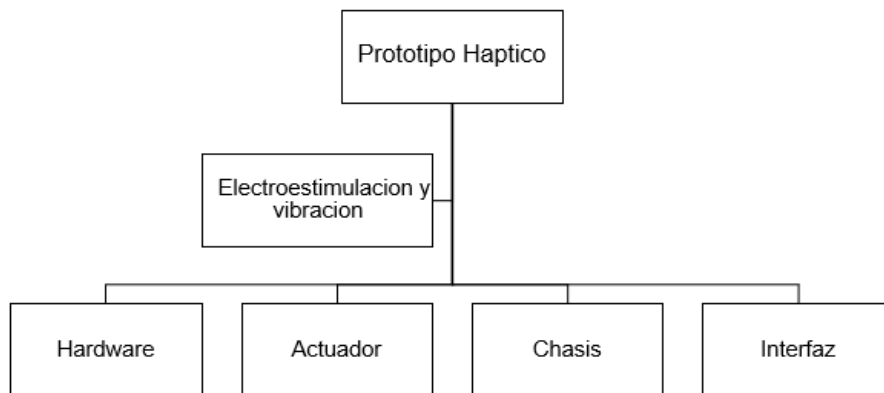 Prototipo Haptico
Electroestimulacion y
vibracion
Hardware
Actuador
Chasis
Interfaz